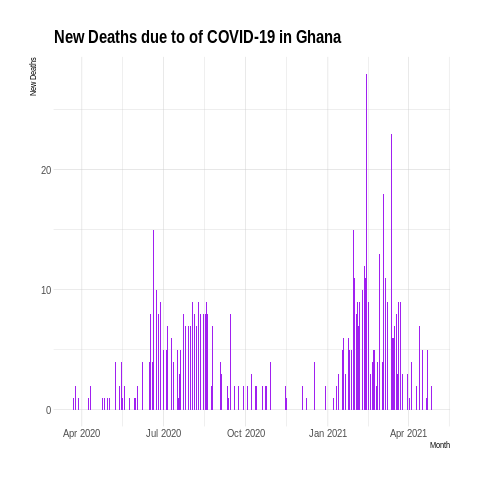 New Deaths due to of COVID-19 in Ghana
New Deaths
20
10
0
Apr 2020 Jul 2020 Oct 2020 Jan 2021 Apr 2021
Month